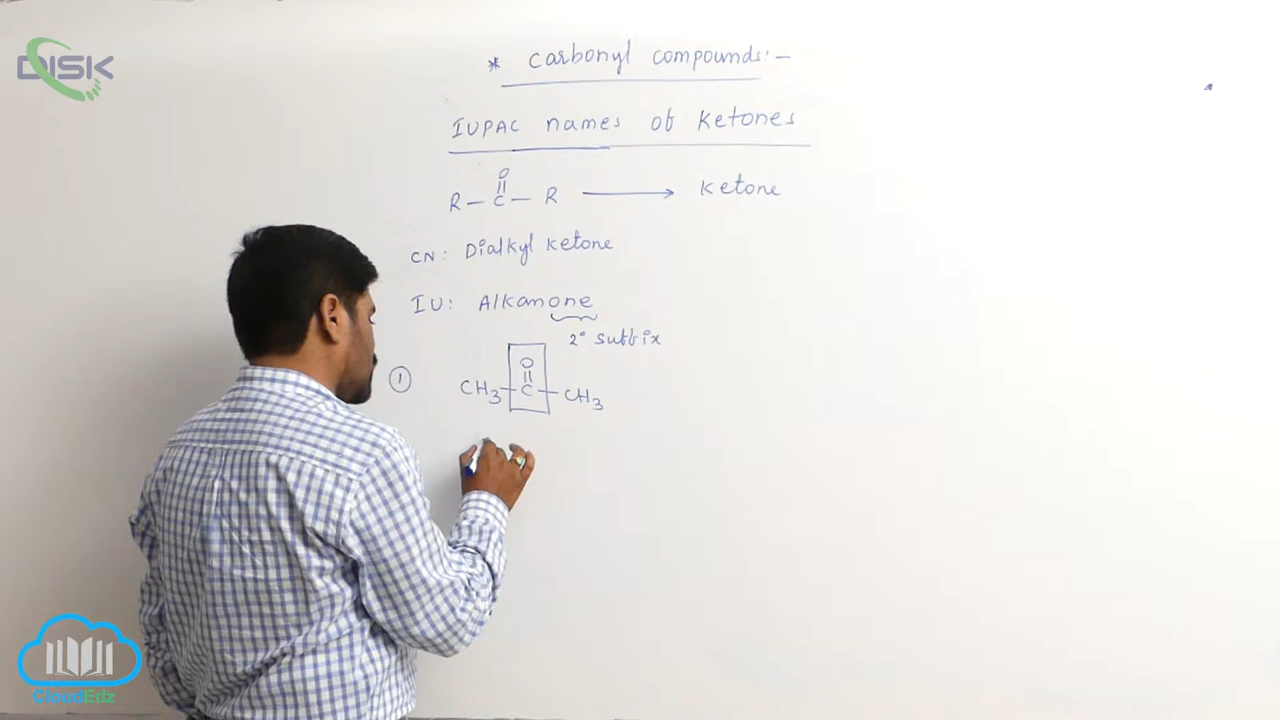 DISK
* Carbonyl compounds:-
IUPAC names of Ketones
O
R - C - R → Ketone
CN: Dialkyl ketone
IU: Alkanone
2° suffix
O
① CH3 - C - CH3
CloudEdz